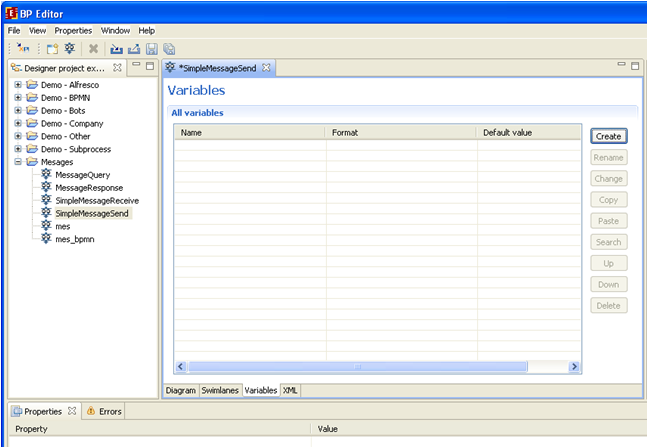 BP Editor
File View Properties Window Help
Designer project ex...
Demo - Alfresco
Demo - BPMN
Demo - Bots
Demo - Company
Demo - Other
Demo - Subprocess
Mesages
MessageQuery
MessageResponse
SimpleMessageReceive
SimpleMessageSend
mes
mes_bpmn
*SimpleMessageSend
Variables
All variables
Name Format Default value
Create
Rename
Change
Copy
Paste
Search
Up
Down
Delete
Diagram Swimlanes Variables XML
Properties Errors
Property Value